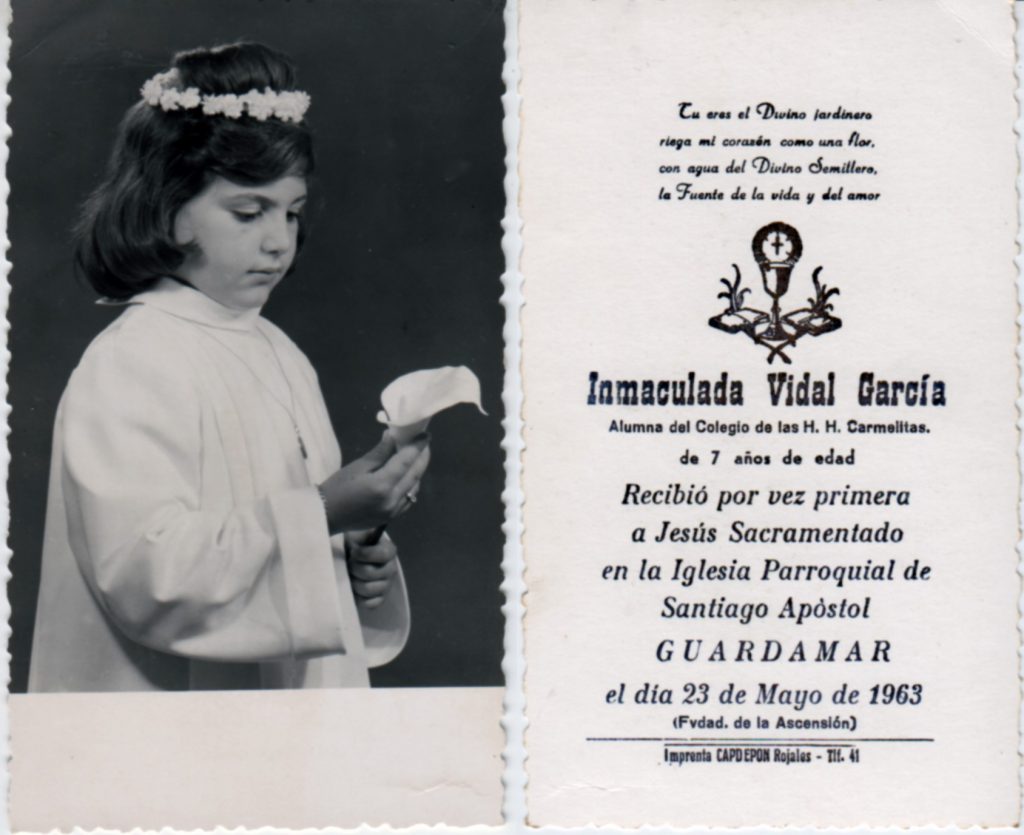 Tu eres el Divino jardinero
riega mi corazón como una flor,
con agua del Divino Semillero,
la Fuente de la vida y del amor
Inmaculada Vidal García
Alumna del Colegio de las H. H. Carmelitas.
de 7 años de edad
Recibió por vez primera
a Jesús Sacramentado
en la Iglesia Parroquial de
Santiago Apòstol
GUARDAMAR
el día 23 de Mayo de 1963
(Fvdad. de la Ascensión)
Imprenta CAPDEPON Rojales - Tlf. 41